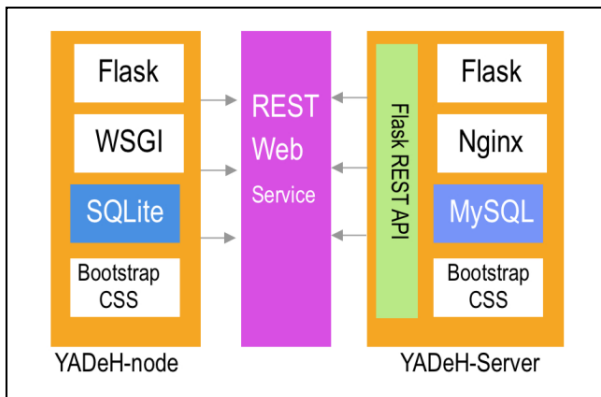 Flask
WSGI
SQLite
Bootstrap
CSS
YADeH-node
REST
Web
Service
Flask REST API
Flask
Nginx
MySQL
Bootstrap
CSS
YADeH-Server